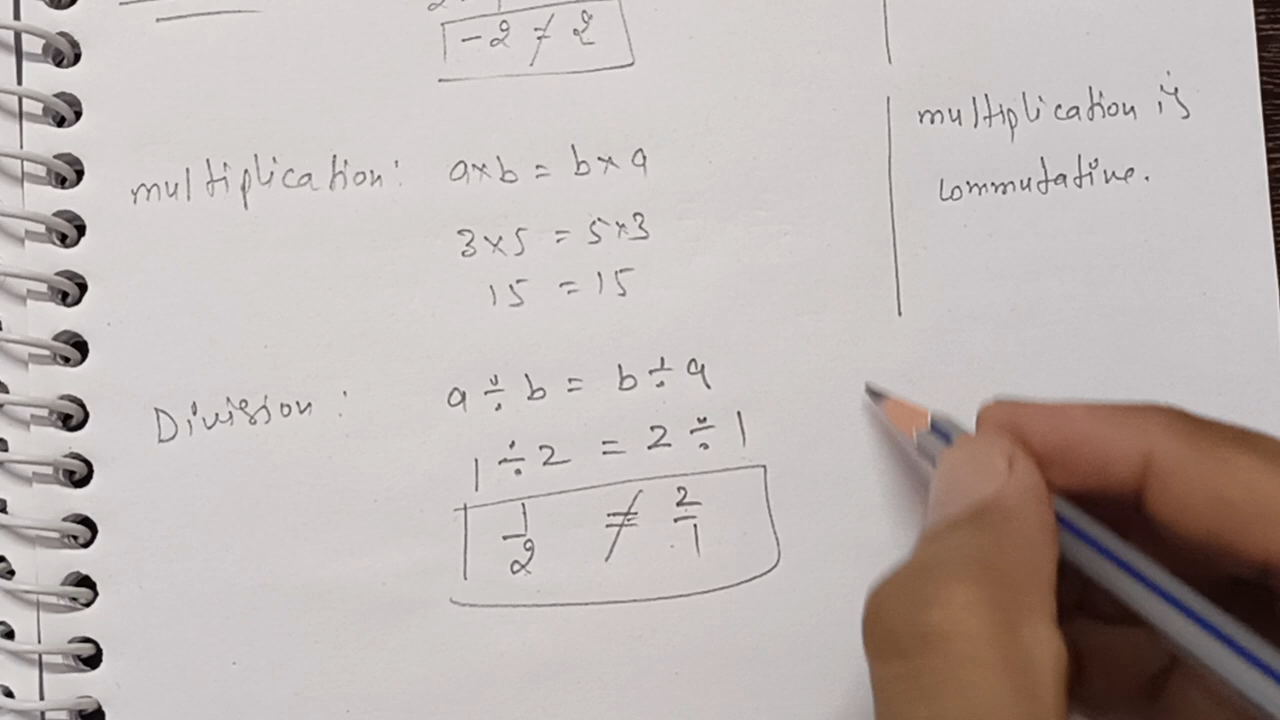 -2 ≠ 2
multiplication: a×b = b×a
3×5 = 5×3
15 = 15
multiplication is
commutative.
Division: a÷b = b÷a
1÷2 = 2÷1
1/2 ≠ 2/1